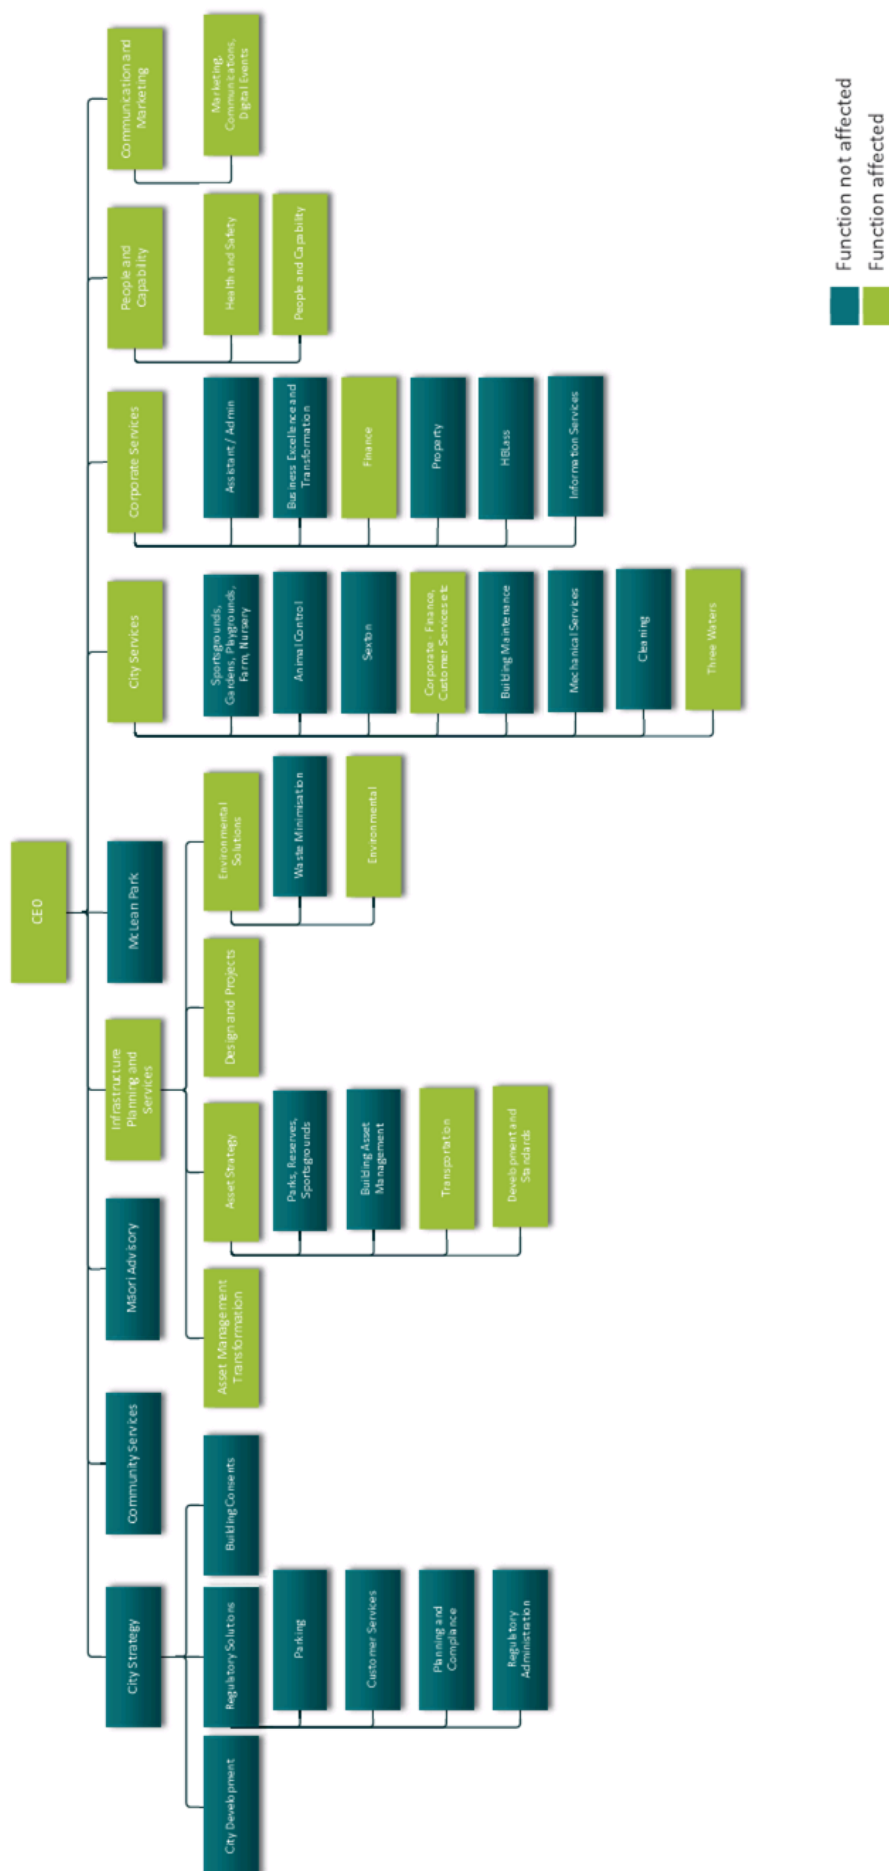 CEO
City Strategy
Community Services
Māori Advisory
Infrastructure
Planning and
Services
McLean Park
City Services
Corporate Services
People and
Capability
Communication and
Marketing
City Development
Regulatory Solutions
Building Consents
Parking
Customer Services
Planning and
Compliance
Regulatory
Administration
Asset Management
Transformation
Asset Strategy
Design and Projects
Environmental
Solutions
Parks, Reserves,
Sportsgrounds
Building Asset
Management
Transportation
Development and
Standards
Waste Minimisation
Environmental
Sportsgrounds,
Gardens, Playgrounds,
Farm, Nursery
Animal Control
Sexton
Corporate Finance,
Customer Services etc
Building Maintenance
Mechanical Services
Cleaning
Three Waters
Assistant / Admin
Business Excellence and
Transformation
Finance
Property
HBLass
Information Services
Health and Safety
People and Capability
Marketing,
Communications,
Digital Events
Function not affected
Function affected